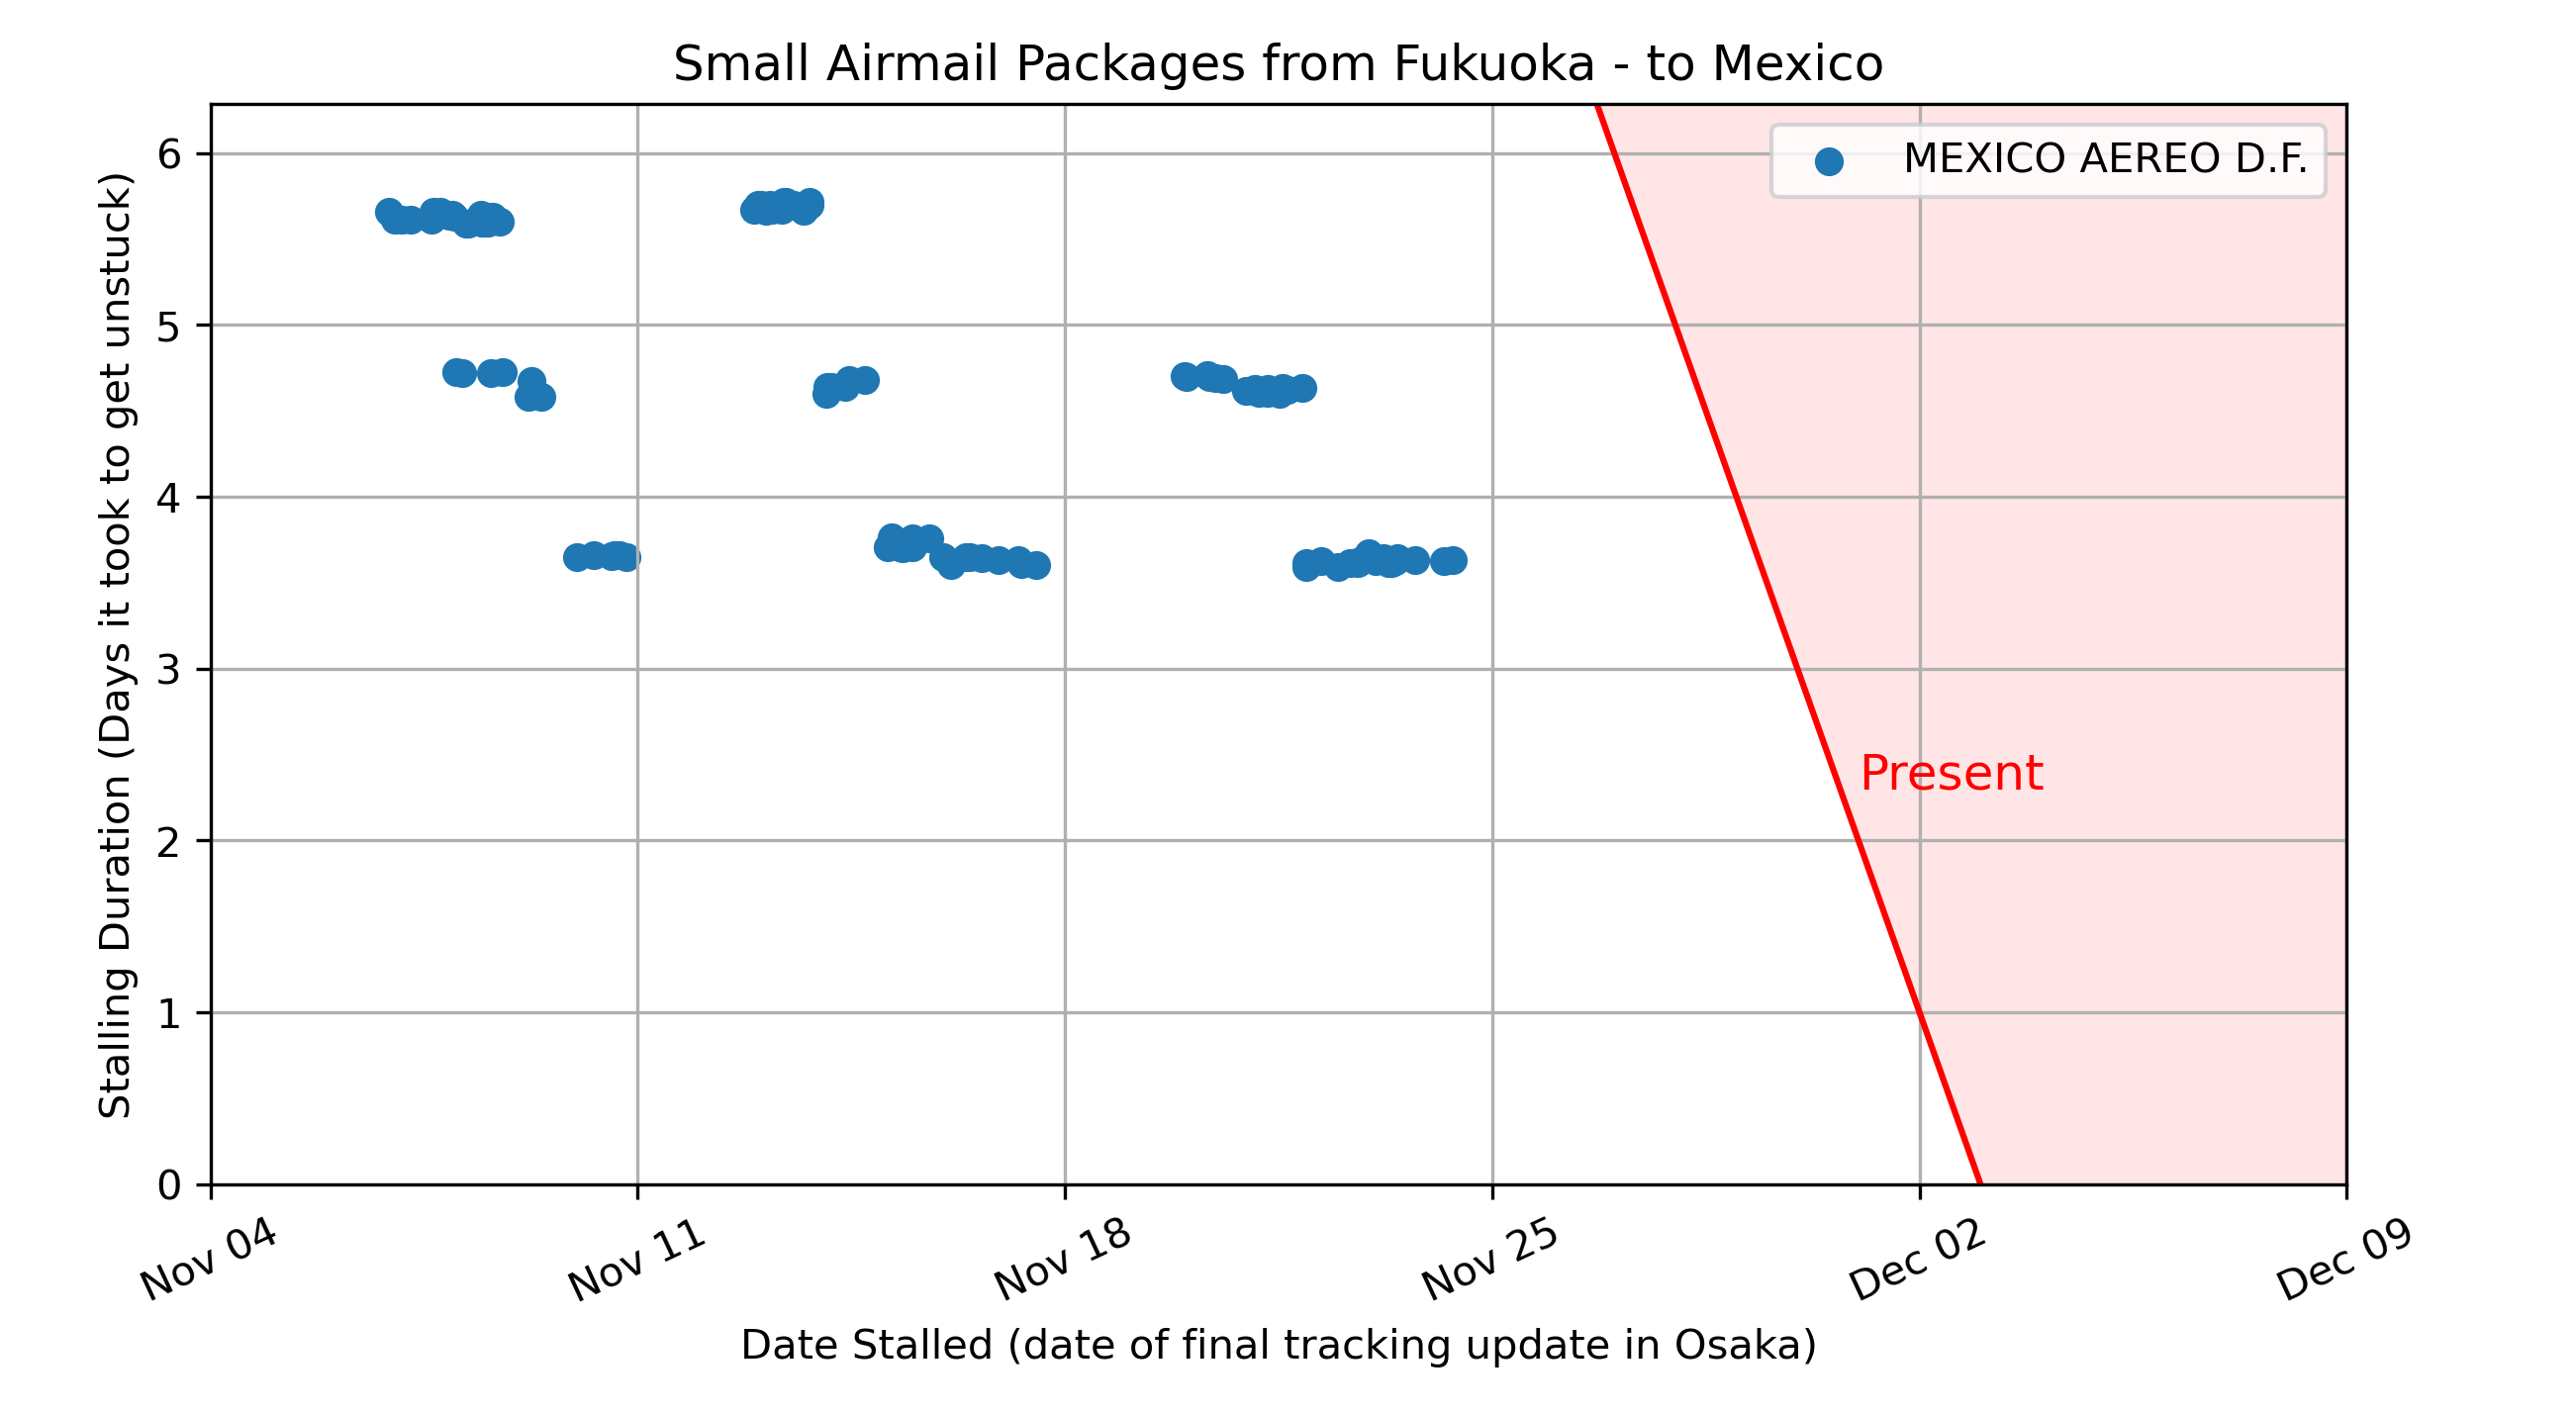 Small Airmail Packages from Fukuoka - to Mexico
MEXICO AEREO D.F.
Stalling Duration (Days it took to get unstuck)
6
5
4
3
2
1
0
Present
Nov 04
Nov 11
Nov 18
Nov 25
Dec 02
Dec 09
Date Stalled (date of final tracking update in Osaka)